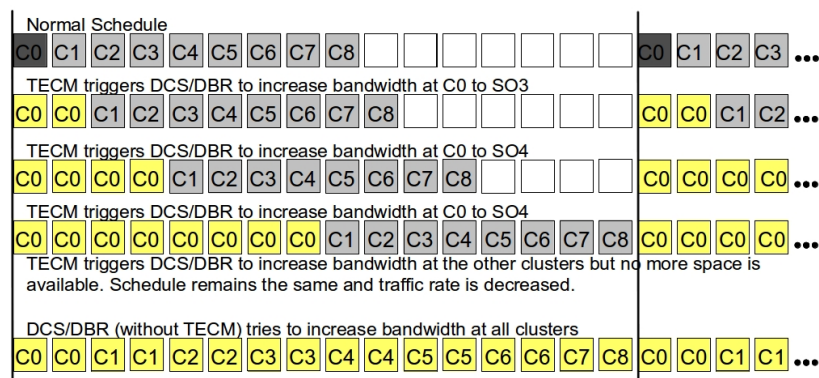 Normal Schedule
C0 C1 C2 C3 C4 C5 C6 C7 C8 C0 C1 C2 C3 ...
TECM triggers DCS/DBR to increase bandwidth at C0 to SO3
C0 C0 C1 C2 C3 C4 C5 C6 C7 C8 C0 C0 C1 C2 ...
TECM triggers DCS/DBR to increase bandwidth at C0 to SO4
C0 C0 C0 C0 C1 C2 C3 C4 C5 C6 C7 C8 C0 C0 C0 C0 ...
TECM triggers DCS/DBR to increase bandwidth at C0 to SO4
C0 C0 C0 C0 C0 C0 C0 C0 C1 C2 C3 C4 C5 C6 C7 C8 C0 C0 C0 C0 ...
TECM triggers DCS/DBR to increase bandwidth at the other clusters but no more space is
available. Schedule remains the same and traffic rate is decreased.
DCS/DBR (without TECM) tries to increase bandwidth at all clusters
C0 C0 C1 C1 C2 C2 C3 C3 C4 C4 C5 C5 C6 C6 C7 C8 C0 C0 C1 C1 ...